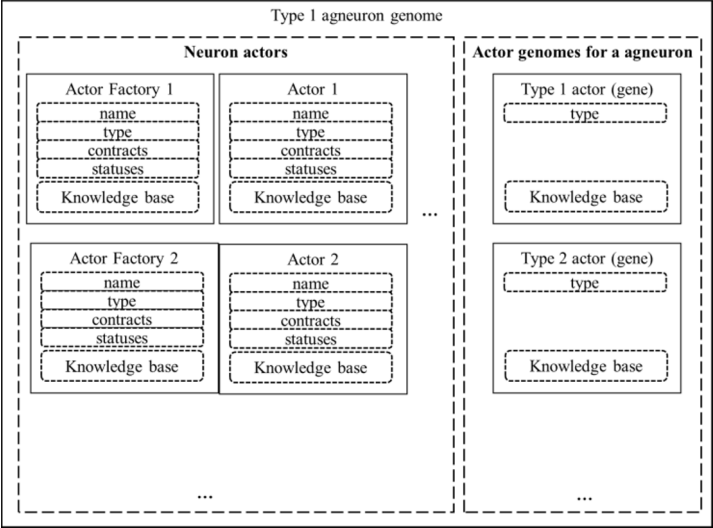 Type 1 agneuron genome
Neuron actors
Actor Factory 1
name
type
contracts
statuses
Knowledge base
Actor 1
name
type
contracts
statuses
Knowledge base
...
Actor Factory 2
name
type
contracts
statuses
Knowledge base
Actor 2
name
type
contracts
statuses
Knowledge base
...
Actor genomes for a agneuron
Type 1 actor (gene)
type
Knowledge base
Type 2 actor (gene)
type
Knowledge base
...